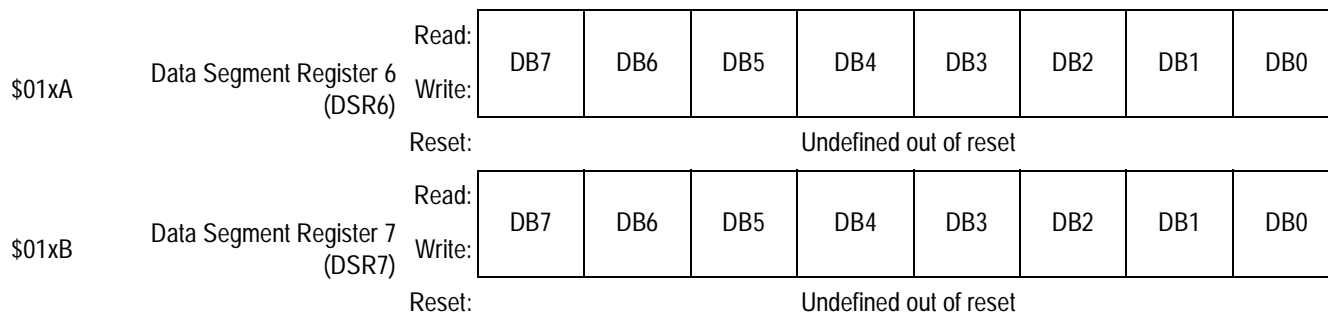 Read:
DB7 DB6 DB5 DB4 DB3 DB2 DB1 DB0
$01xA Data Segment Register 6 (DSR6) Write:
Reset: Undefined out of reset
Read:
DB7 DB6 DB5 DB4 DB3 DB2 DB1 DB0
$01xB Data Segment Register 7 (DSR7) Write:
Reset: Undefined out of reset